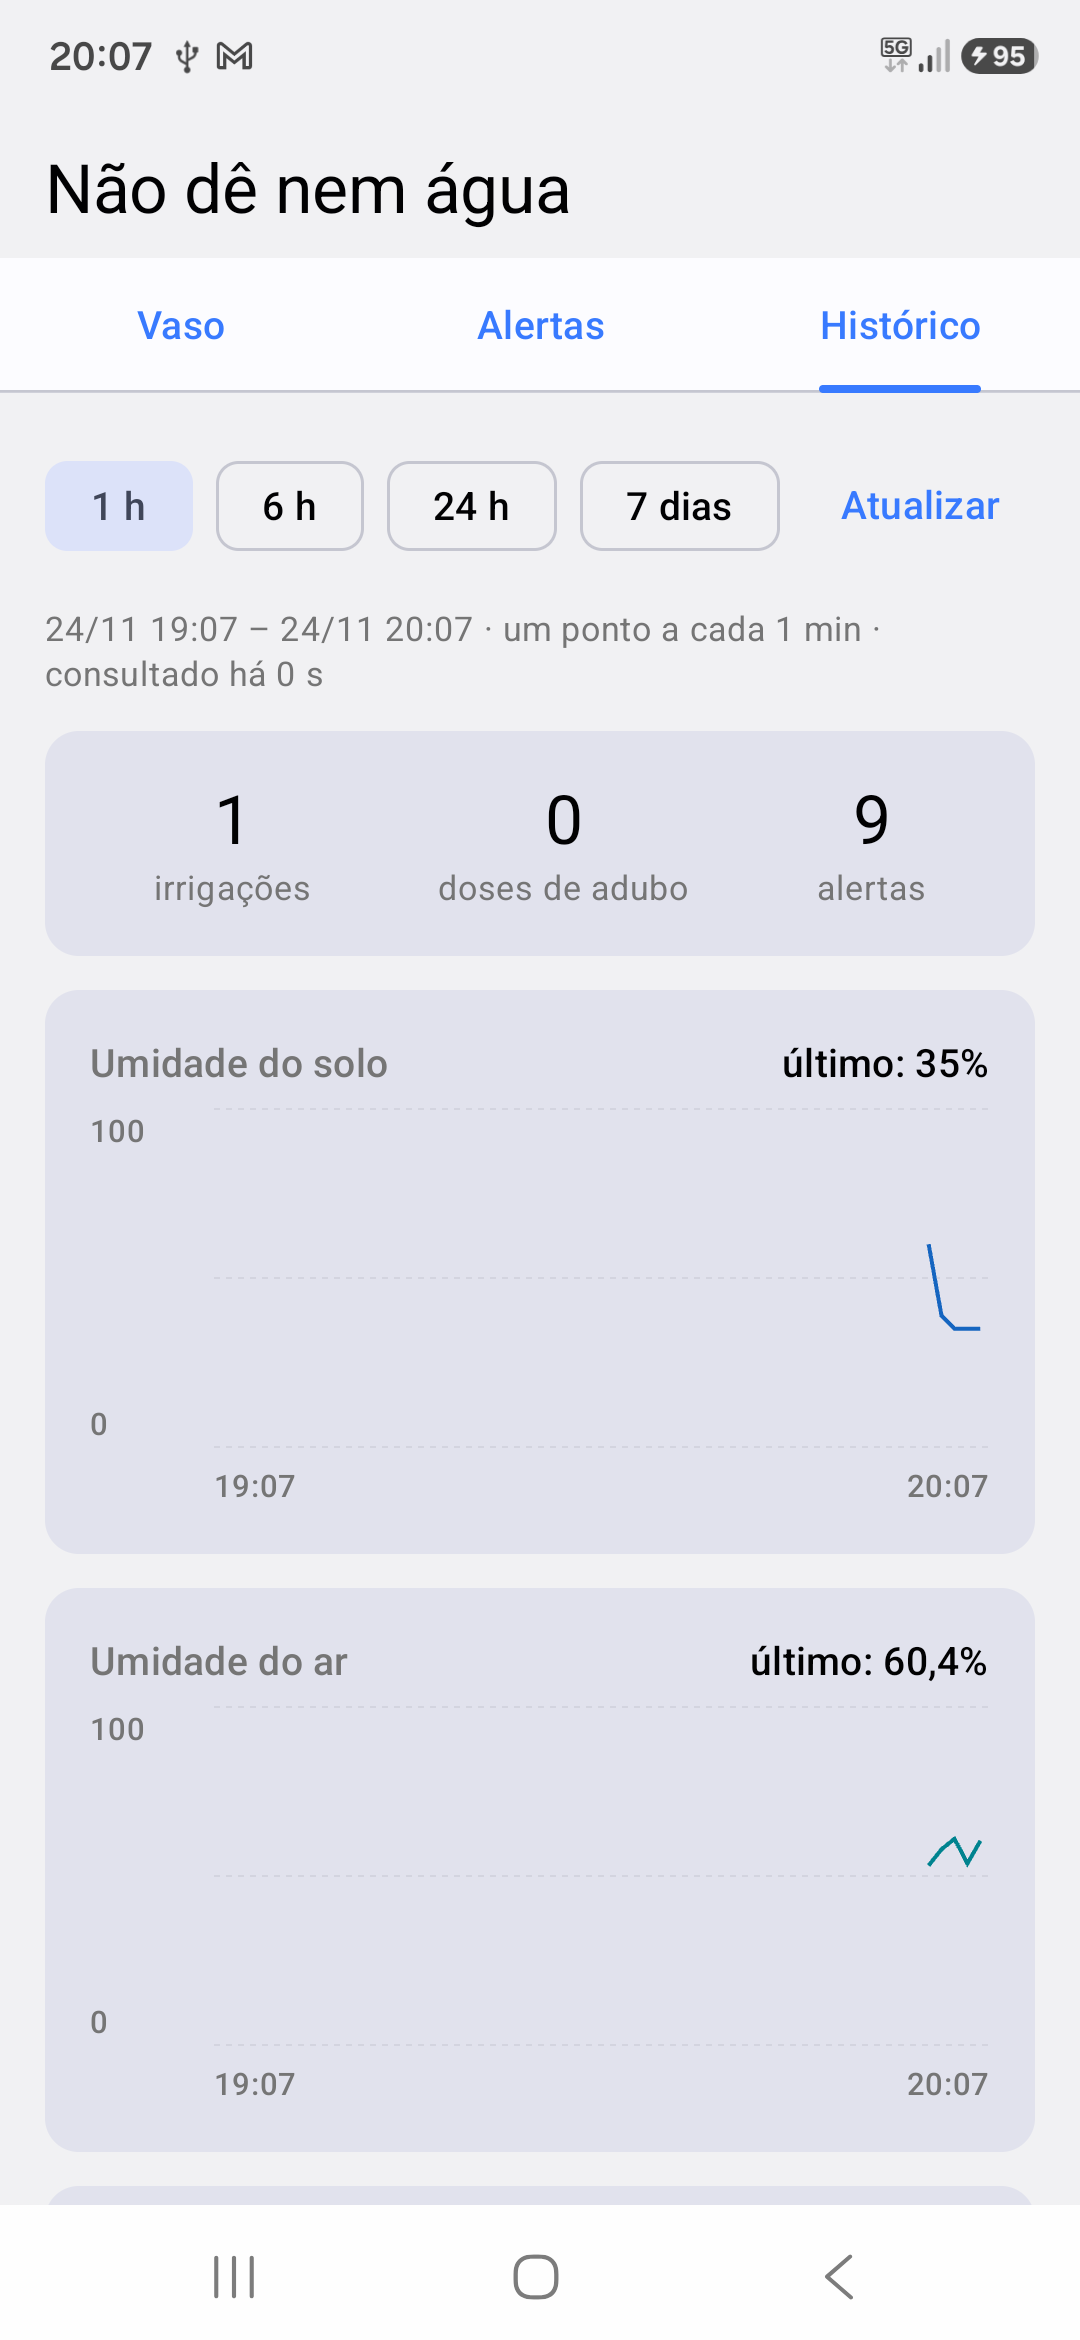 20:07 5G 95
Não dê nem água
Vaso Alertas Histórico
1 h 6 h 24 h 7 dias Atualizar
24/11 19:07 – 24/11 20:07 · um ponto a cada 1 min ·
consultado há 0 s
1 0 9
irrigações doses de adubo alertas
Umidade do solo último: 35%
100
0
19:07 20:07
Umidade do ar último: 60,4%
100
0
19:07 20:07